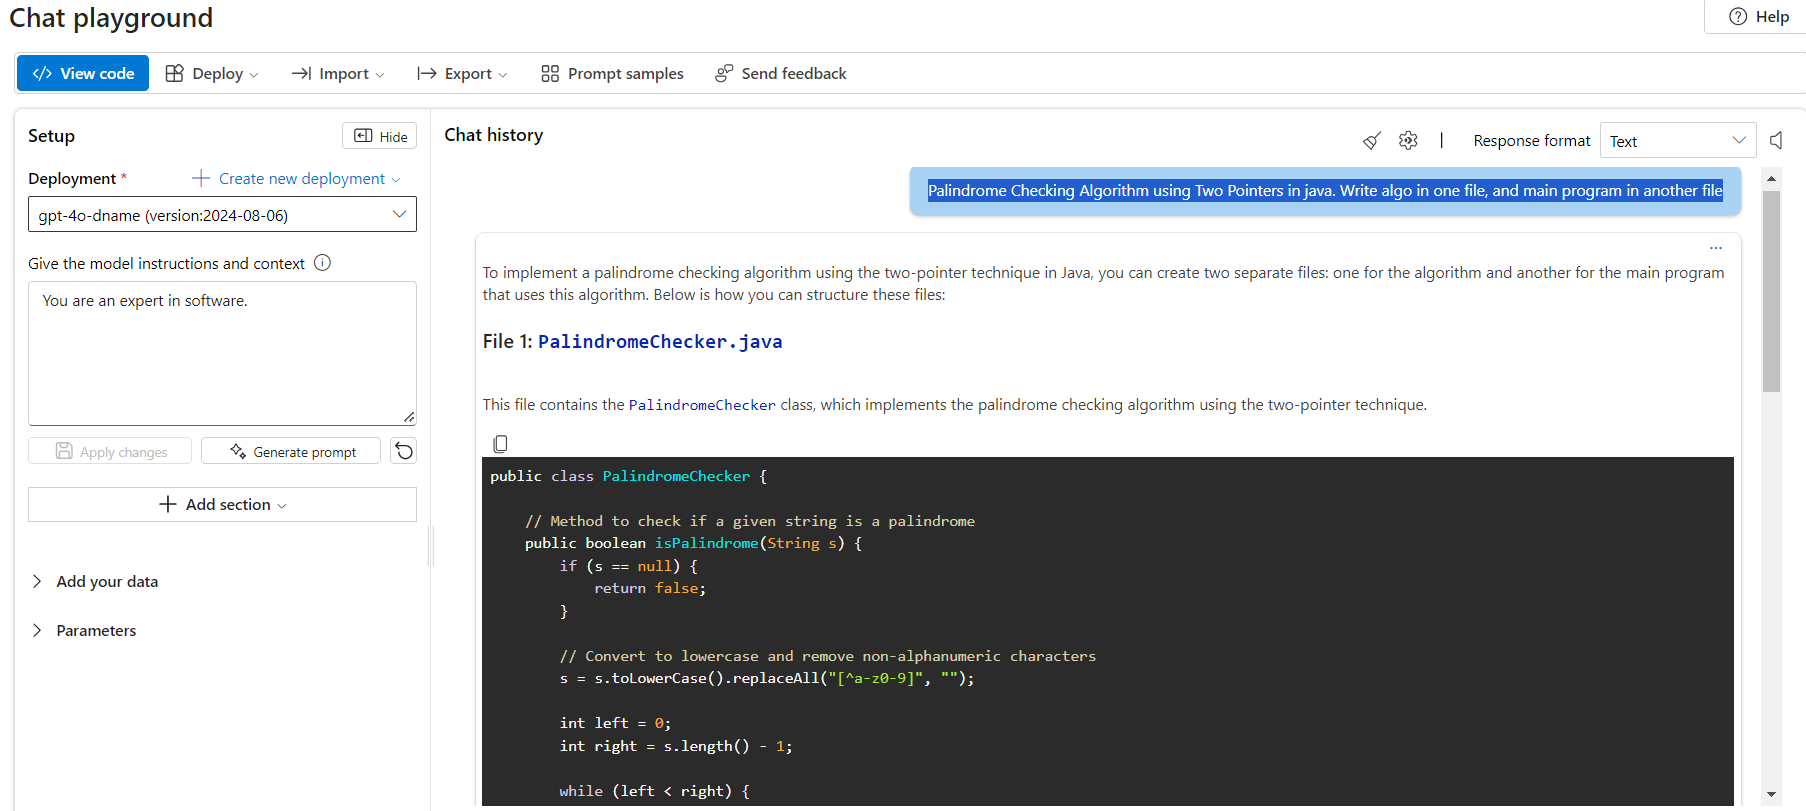 Chat playground
Help
View code
Deploy
Import
Export
Prompt samples
Send feedback
Setup
Hide
Deployment *
Create new deployment
gpt-4o-dname (version:2024-08-06)
Give the model instructions and context
You are an expert in software.
Apply changes
Generate prompt
Add section
Add your data
Parameters
Chat history
Response format
Text
Palindrome Checking Algorithm using Two Pointers in java. Write algo in one file, and main program in another file
...
To implement a palindrome checking algorithm using the two-pointer technique in Java, you can create two separate files: one for the algorithm and another for the main program
that uses this algorithm. Below is how you can structure these files:
File 1: PalindromeChecker.java
This file contains the PalindromeChecker class, which implements the palindrome checking algorithm using the two-pointer technique.
public class PalindromeChecker {
// Method to check if a given string is a palindrome
public boolean isPalindrome(String s) {
if (s == null) {
return false;
}
// Convert to lowercase and remove non-alphanumeric characters
s = s.toLowerCase().replaceAll("[^a-z0-9]", "");
int left = 0;
int right = s.length() - 1;
while (left < right) {